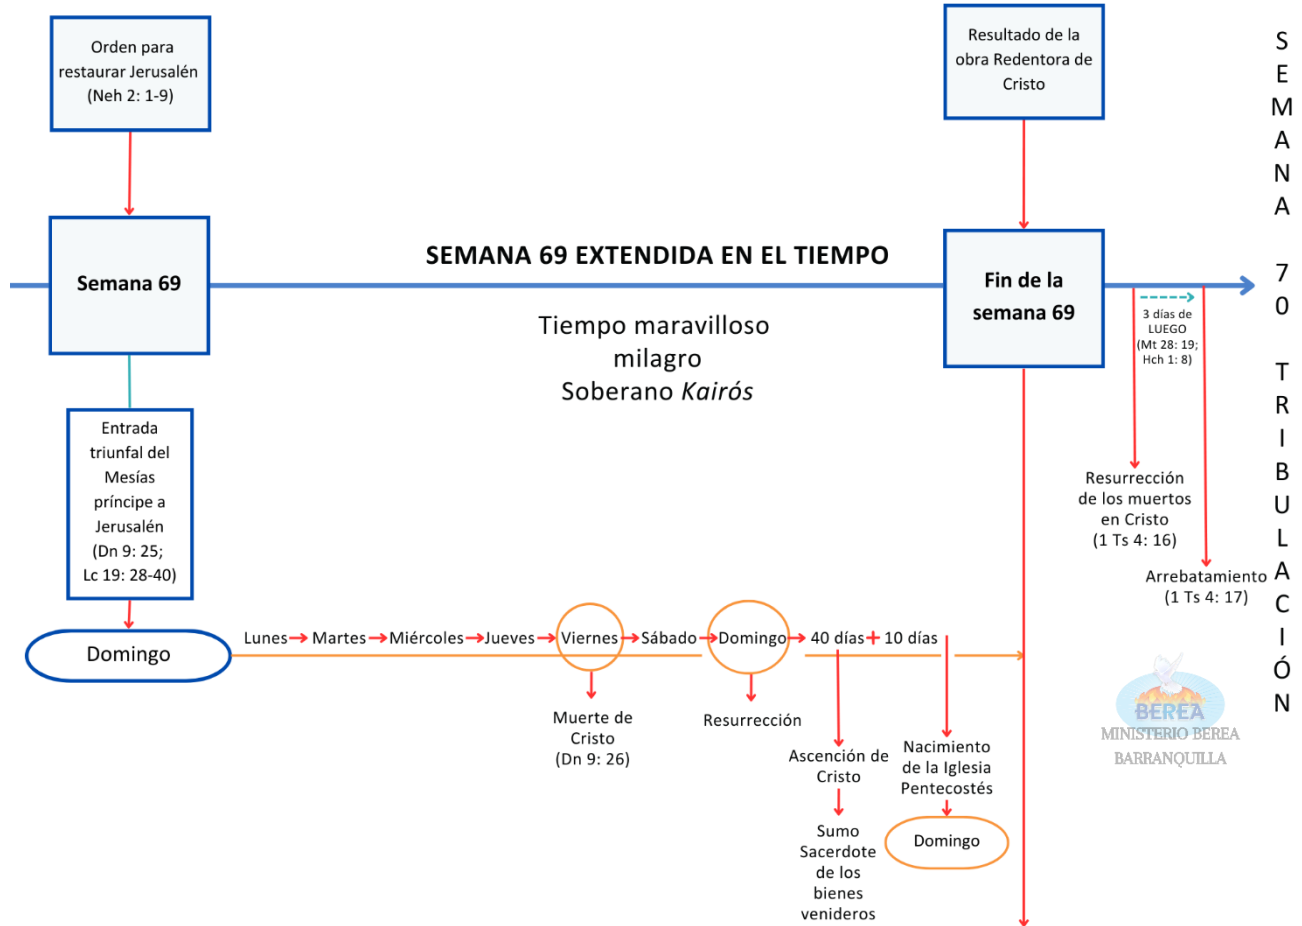 Orden para
restaurar Jerusalén
(Neh 2: 1-9)
Resultado de la
obra Redentora de
Cristo
SEMANA 70 TRIBULACIÓN
SEMANA 69 EXTENDIDA EN EL TIEMPO
Semana 69
Fin de la
semana 69
Tiempo maravilloso
milagro
Soberano Kairós
3 días de
LUEGO
(Mt 28: 19;
Hch 1: 8)
Entrada
triunfal del
Mesías
príncipe a
Jerusalén
(Dn 9: 25;
Lc 19: 28-40)
Resurrección
de los muertos
en Cristo
(1 Ts 4: 16)
Arrebatamiento
(1 Ts 4: 17)
Domingo
Lunes Martes Miércoles Jueves Viernes Sábado Domingo 40 días + 10 días
Muerte de
Cristo
(Dn 9: 26)
Resurrección
Ascención de
Cristo
Sumo
Sacerdote
de los
bienes
venideros
Nacimiento
de la Iglesia
Pentecostés
Domingo
BEREA
MINISTERIO BEREA
BARRANQUILLA